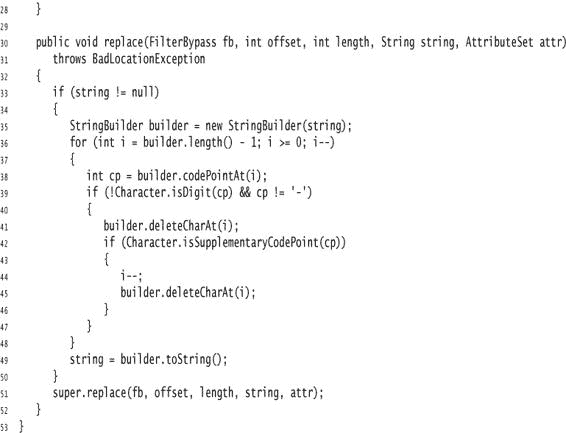 28 }
29
30 public void replace(FilterBypass fb, int offset, int length, String string, AttributeSet attr)
31 throws BadLocationException
32 {
33 if (string != null)
34 {
35 StringBuilder builder = new StringBuilder(string);
36 for (int i = builder.length() - 1; i >= 0; i--)
37 {
38 int cp = builder.codePointAt(i);
39 if (!Character.isDigit(cp) && cp != '-')
40 {
41 builder.deleteCharAt(i);
42 if (Character.isSupplementaryCodePoint(cp))
43 {
44 i--;
45 builder.deleteCharAt(i);
46 }
47 }
48 }
49 string = builder.toString();
50 }
51 super.replace(fb, offset, length, string, attr);
52 }
53 }